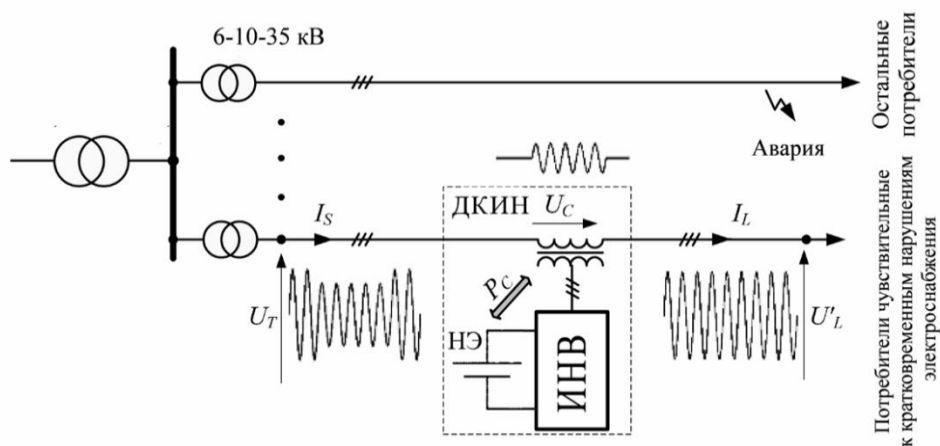 6-10-35 кВ
Остальные
потребители
Авария
ДКИН
U_C
I_S
I_L
P_C
U_T
НЭ
ИНВ
U'_L
Потребители чувствительные
к кратковременным нарушениям
электроснабжения